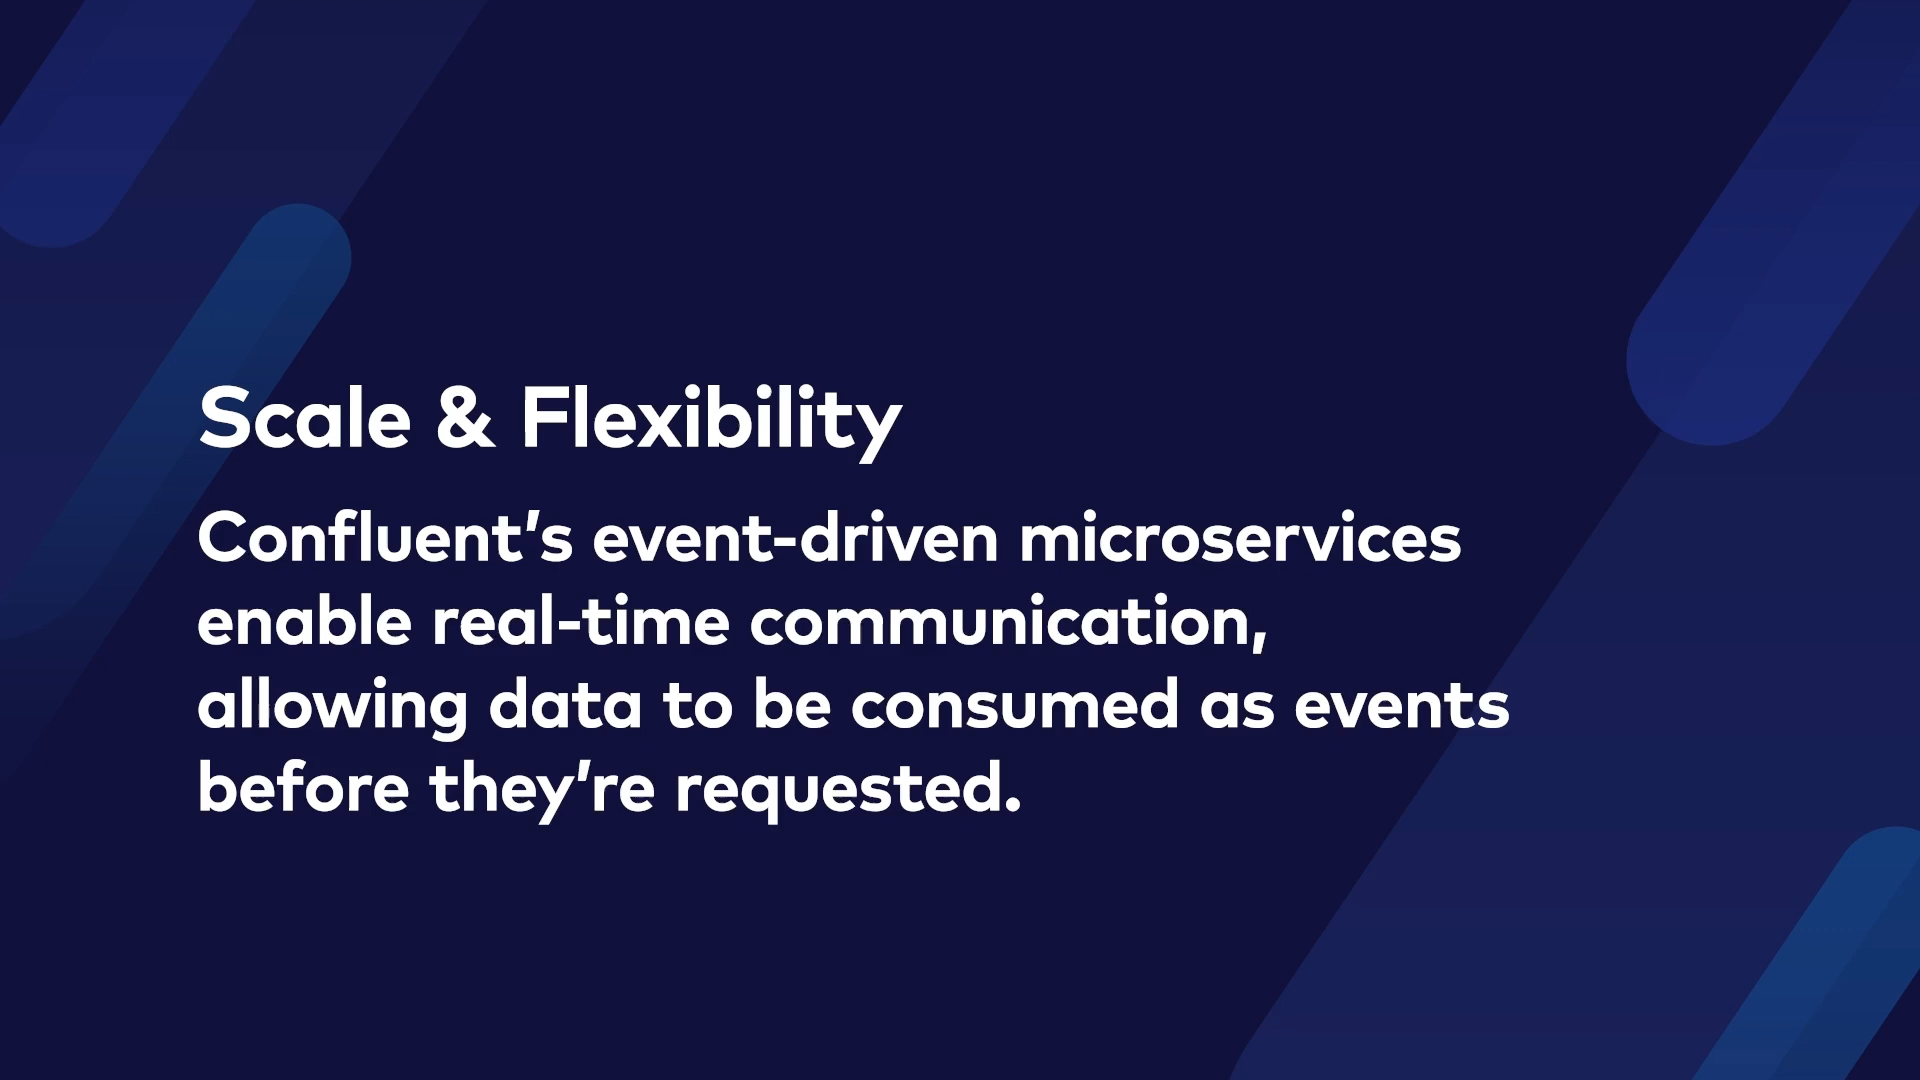 Scale & Flexibility
Confluent’s event-driven microservices
enable real-time communication,
allowing data to be consumed as events
before they’re requested.